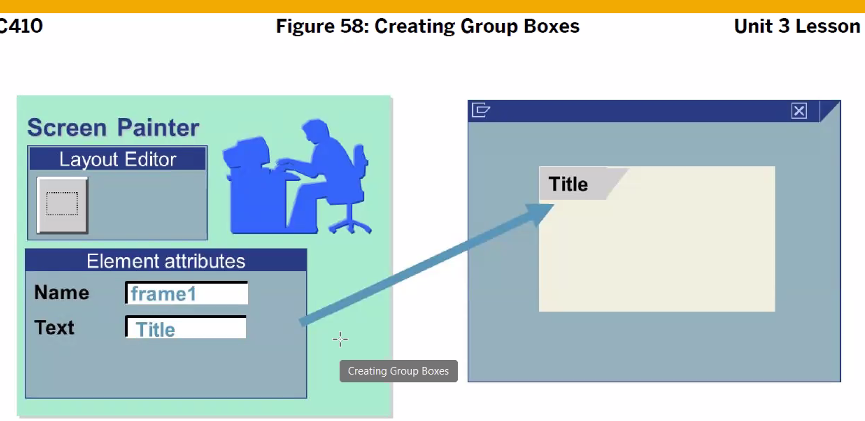 C410
Figure 58: Creating Group Boxes
Unit 3 Lesson
Screen Painter
Layout Editor
Element attributes
Name frame1
Text Title
Title
Creating Group Boxes